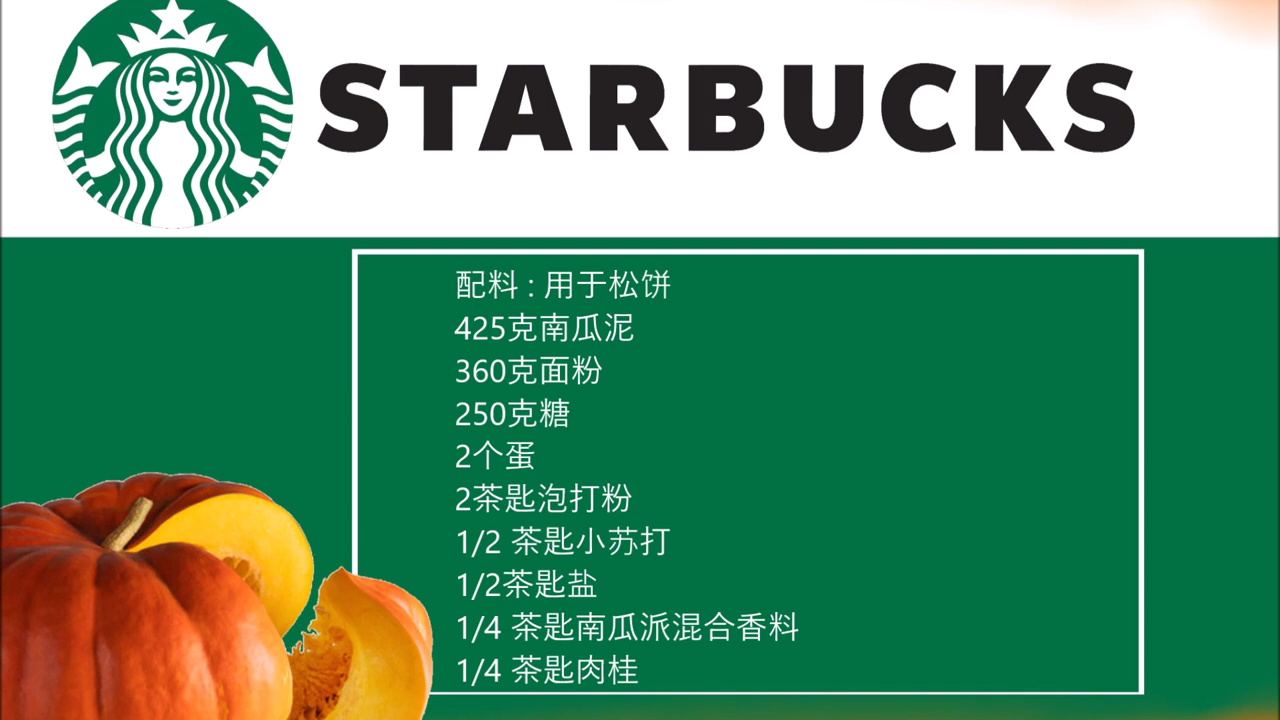 STARBUCKS
配料 : 用于松饼
425克南瓜泥
360克面粉
250克糖
2个蛋
2茶匙泡打粉
1/2 茶匙小苏打
1/2茶匙盐
1/4 茶匙南瓜派混合香料
1/4 茶匙肉桂